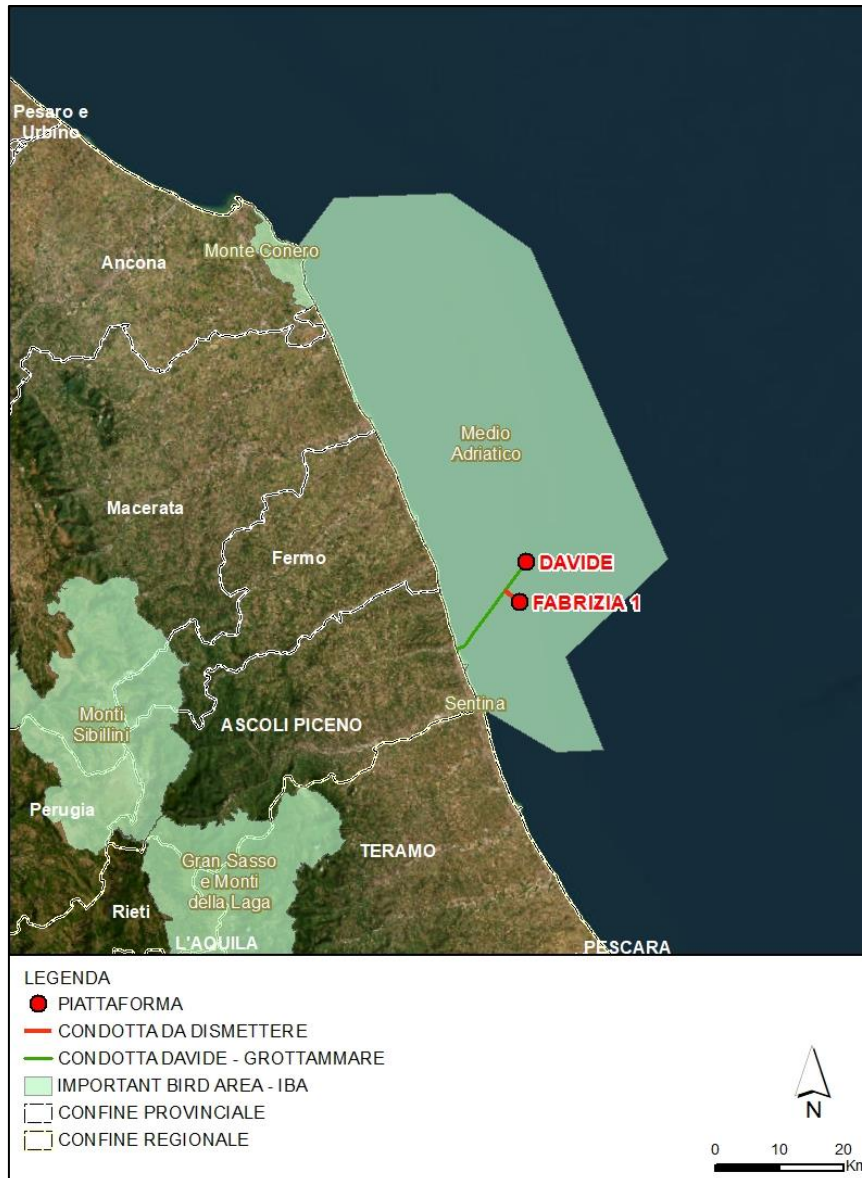 Pesaro e
Urbino
Monte Conero
Ancona
Medio
Adriatico
Macerata
Fermo
DAVIDE
FABRIZIA 1
Sentina
Monti
Sibillini
ASCOLI PICENO
Perugia
TERAMO
Gran Sasso
e Monti
della Laga
Rieti
L'AQUILA
PESCARA
LEGENDA
PIATTAFORMA
CONDOTTA DA DISMETTERE
CONDOTTA DAVIDE - GROTTAMMARE
IMPORTANT BIRD AREA - IBA
CONFINE PROVINCIALE
CONFINE REGIONALE
N
0 10 20
Km